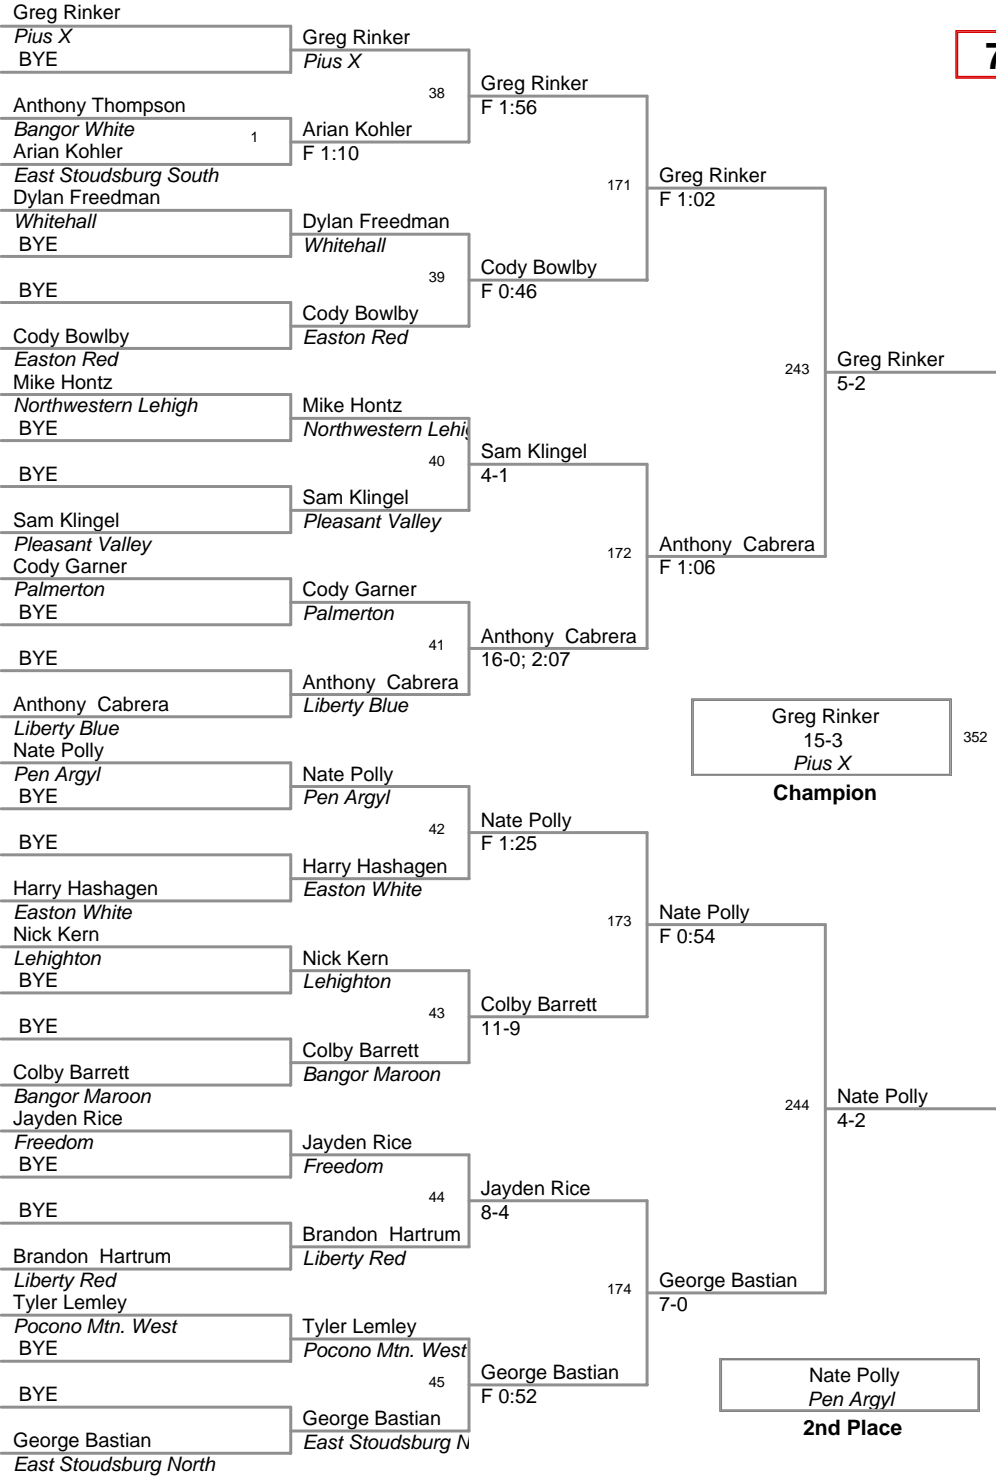 Greg Rinker
Pius X
BYE
Anthony Thompson
Bangor White
1
Arian Kohler
East Stoudsburg South
Dylan Freedman
Whitehall
BYE
BYE
Cody Bowlby
Easton Red
Mike Hontz
Northwestern Lehigh
BYE
BYE
Sam Klingel
Pleasant Valley
Cody Garner
Palmerton
BYE
BYE
Anthony Cabrera
Liberty Blue
Nate Polly
Pen Argyl
BYE
BYE
Harry Hashagen
Easton White
Nick Kern
Lehighton
BYE
BYE
Colby Barrett
Bangor Maroon
Jayden Rice
Freedom
BYE
BYE
Brandon Hartrum
Liberty Red
Tyler Lemley
Pocono Mtn. West
BYE
BYE
George Bastian
East Stoudsburg North
Greg Rinker
Pius X
38
Arian Kohler
F 1:10
Dylan Freedman
Whitehall
39
Cody Bowlby
Easton Red
Mike Hontz
Northwestern Lehig
40
Sam Klingel
Pleasant Valley
Cody Garner
Palmerton
41
Anthony Cabrera
Liberty Blue
Nate Polly
Pen Argyl
42
Harry Hashagen
Easton White
Nick Kern
Lehighton
43
Colby Barrett
Bangor Maroon
Jayden Rice
Freedom
44
Brandon Hartrum
Liberty Red
Tyler Lemley
Pocono Mtn. West
45
George Bastian
East Stoudsburg N
Greg Rinker
F 1:56
171
Cody Bowlby
F 0:46
Sam Klingel
4-1
172
Anthony Cabrera
16-0; 2:07
Nate Polly
F 1:25
173
Colby Barrett
11-9
Jayden Rice
8-4
174
George Bastian
F 0:52
Greg Rinker
F 1:02
243
Anthony Cabrera
F 1:06
Nate Polly
F 0:54
244
George Bastian
7-0
7
Greg Rinker
5-2
Greg Rinker
15-3
Pius X
352
Champion
Nate Polly
4-2
Nate Polly
Pen Argyl
2nd Place